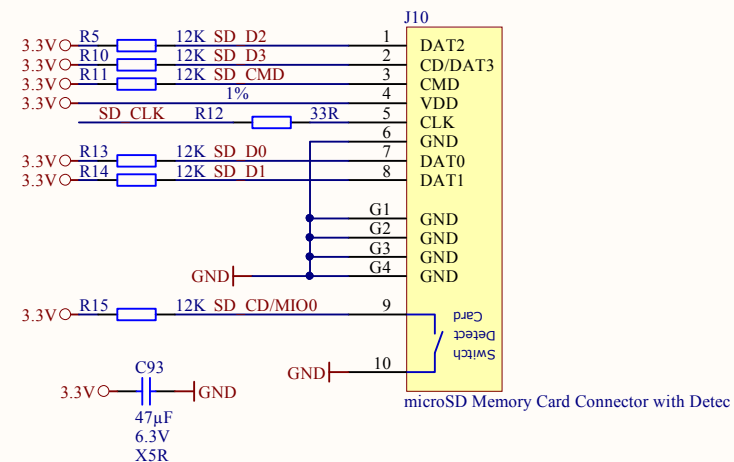 J10
3.3V R5 12K SD_D2 1 DAT2
3.3V R10 12K SD_D3 2 CD/DAT3
3.3V R11 12K SD_CMD 3 CMD
3.3V 1% 4 VDD
SD_CLK R12 33R 5 CLK
6 GND
3.3V R13 12K SD_D0 7 DAT0
3.3V R14 12K SD_D1 8 DAT1
G1 GND
G2 GND
G3 GND
GND G4 GND
3.3V R15 12K SD_CD/MIO0 9
Card
Detect
Switch
GND 10
C93
3.3V GND
47µF
6.3V
X5R
microSD Memory Card Connector with Detec